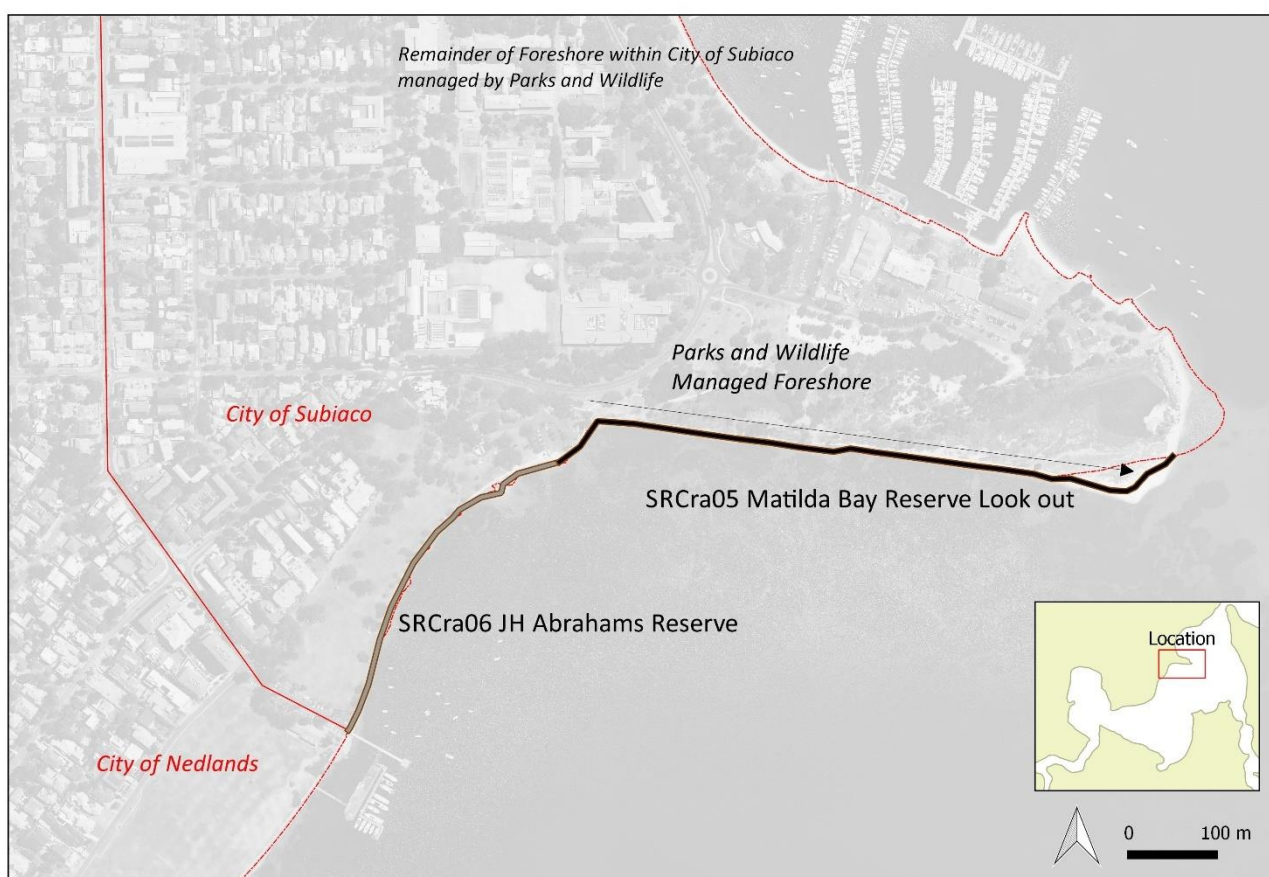 Remainder of Foreshore within City of Subiaco
managed by Parks and Wildlife
Parks and Wildlife
Managed Foreshore
City of Subiaco
SRCra05 Matilda Bay Reserve Look out
SRCra06 JH Abrahams Reserve
City of Nedlands
Location
0 100 m